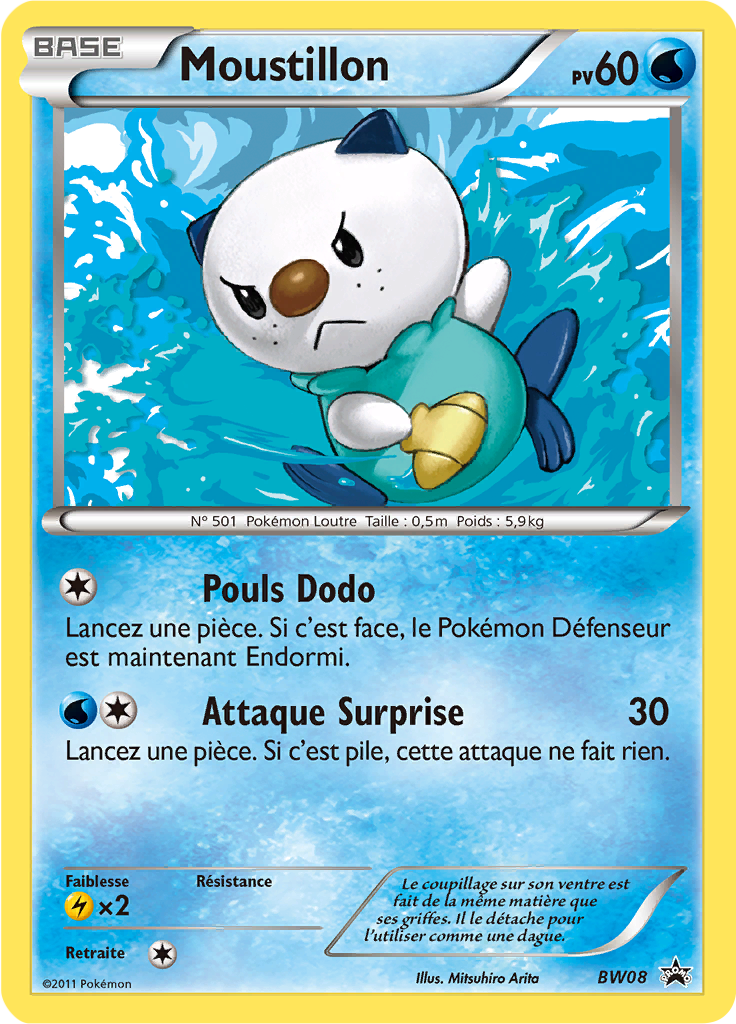 BASE
Moustillon
PV60
N° 501 Pokémon Loutre Taille : 0,5m Poids : 5,9kg
Pouls Dodo
Lancez une pièce. Si c'est face, le Pokémon Défenseur
est maintenant Endormi.
Attaque Surprise 30
Lancez une pièce. Si c'est pile, cette attaque ne fait rien.
Faiblesse Résistance
×2
Retraite
Le coupillage sur son ventre est
fait de la même matière que
ses griffes. Il le détache pour
l'utiliser comme une dague.
©2011 Pokémon Illus. Mitsuhiro Arita BW08 PROMO